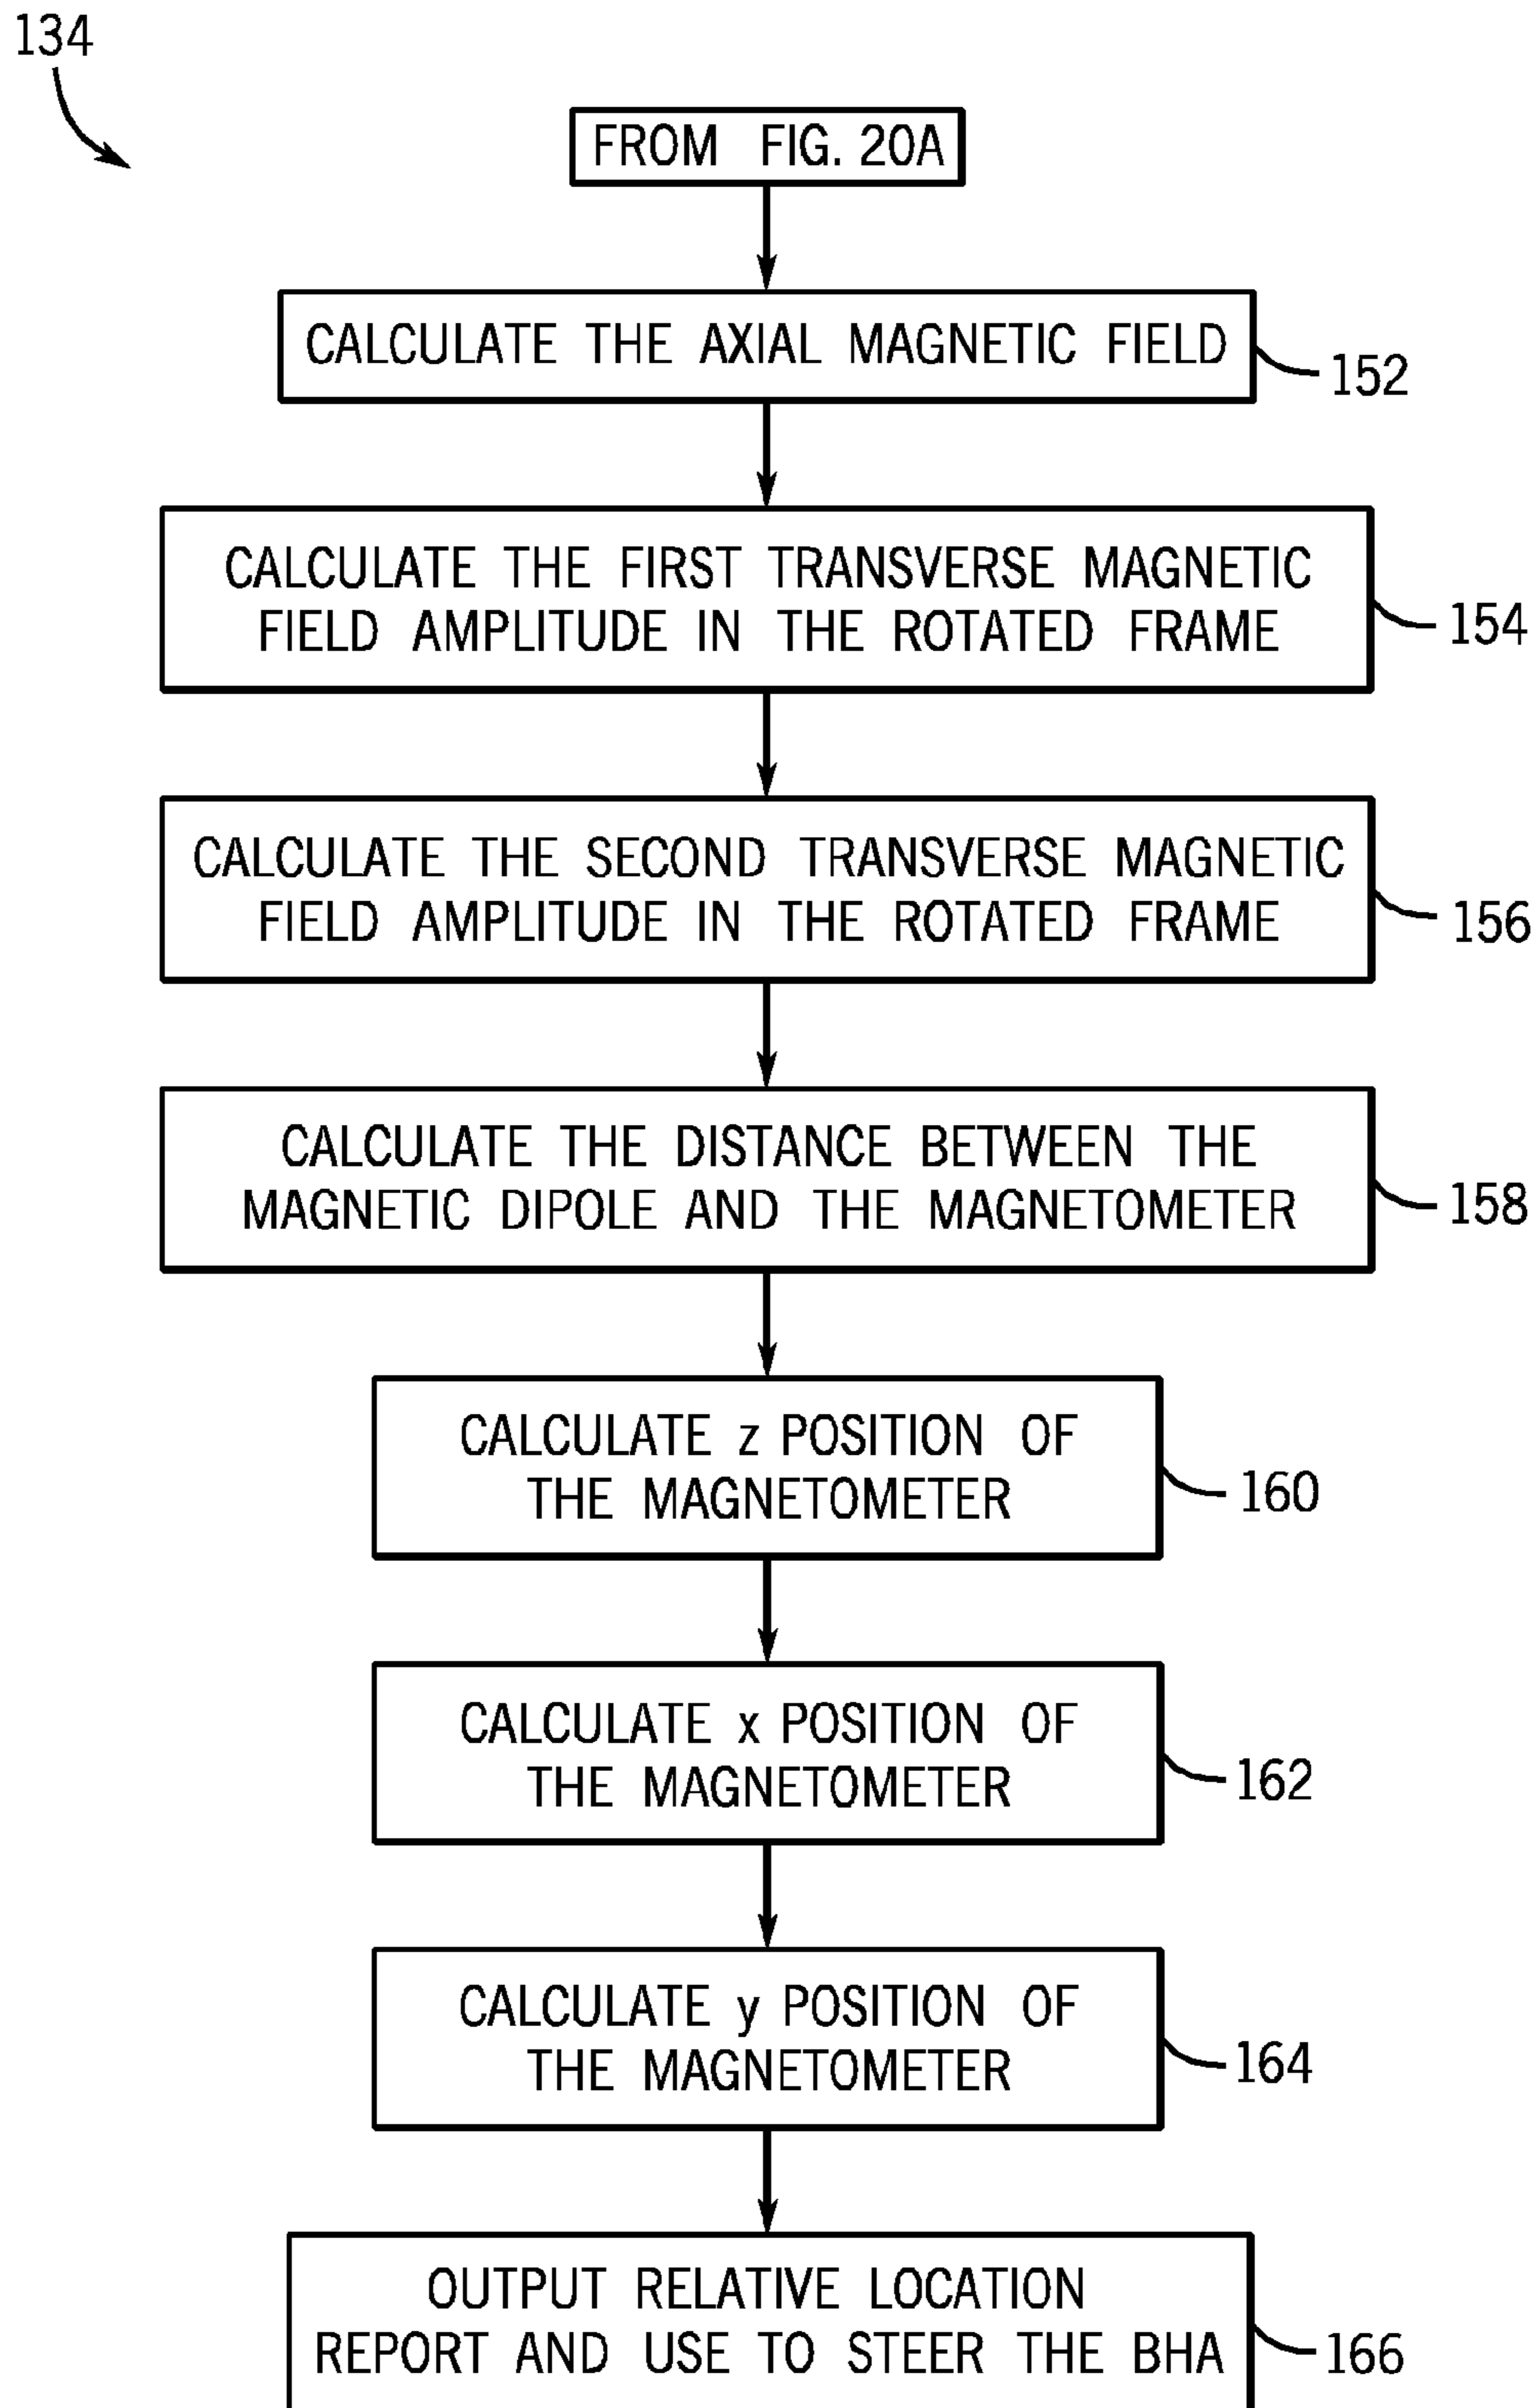 134
FROM FIG. 20A
CALCULATE THE AXIAL MAGNETIC FIELD
152
CALCULATE THE FIRST TRANSVERSE MAGNETIC
FIELD AMPLITUDE IN THE ROTATED FRAME
154
CALCULATE THE SECOND TRANSVERSE MAGNETIC
FIELD AMPLITUDE IN THE ROTATED FRAME
156
CALCULATE THE DISTANCE BETWEEN THE
MAGNETIC DIPOLE AND THE MAGNETOMETER
158
CALCULATE z POSITION OF
THE MAGNETOMETER
160
CALCULATE x POSITION OF
THE MAGNETOMETER
162
CALCULATE y POSITION OF
THE MAGNETOMETER
164
OUTPUT RELATIVE LOCATION
REPORT AND USE TO STEER THE BHA
166